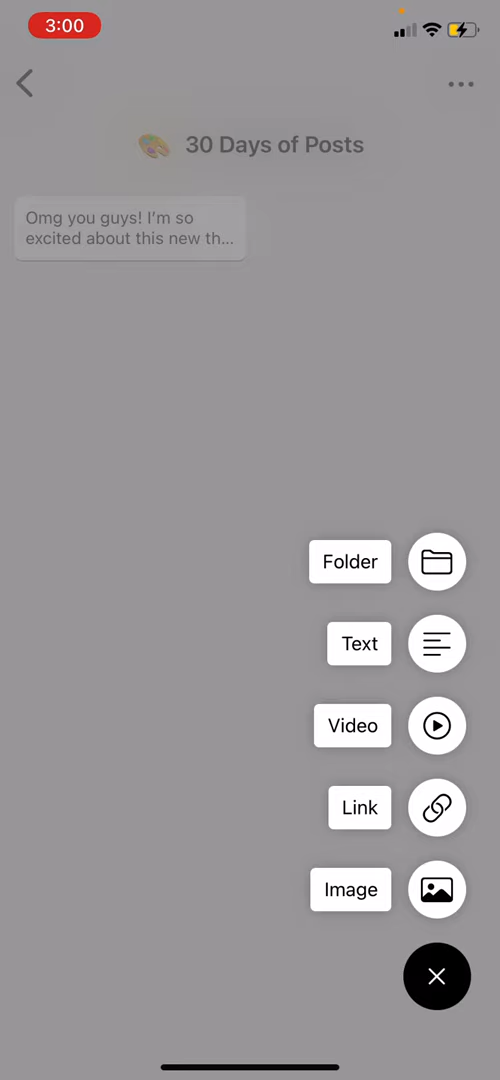 3:00
30 Days of Posts
Omg you guys! I’m so
excited about this new th...
Folder
Text
Video
Link
Image